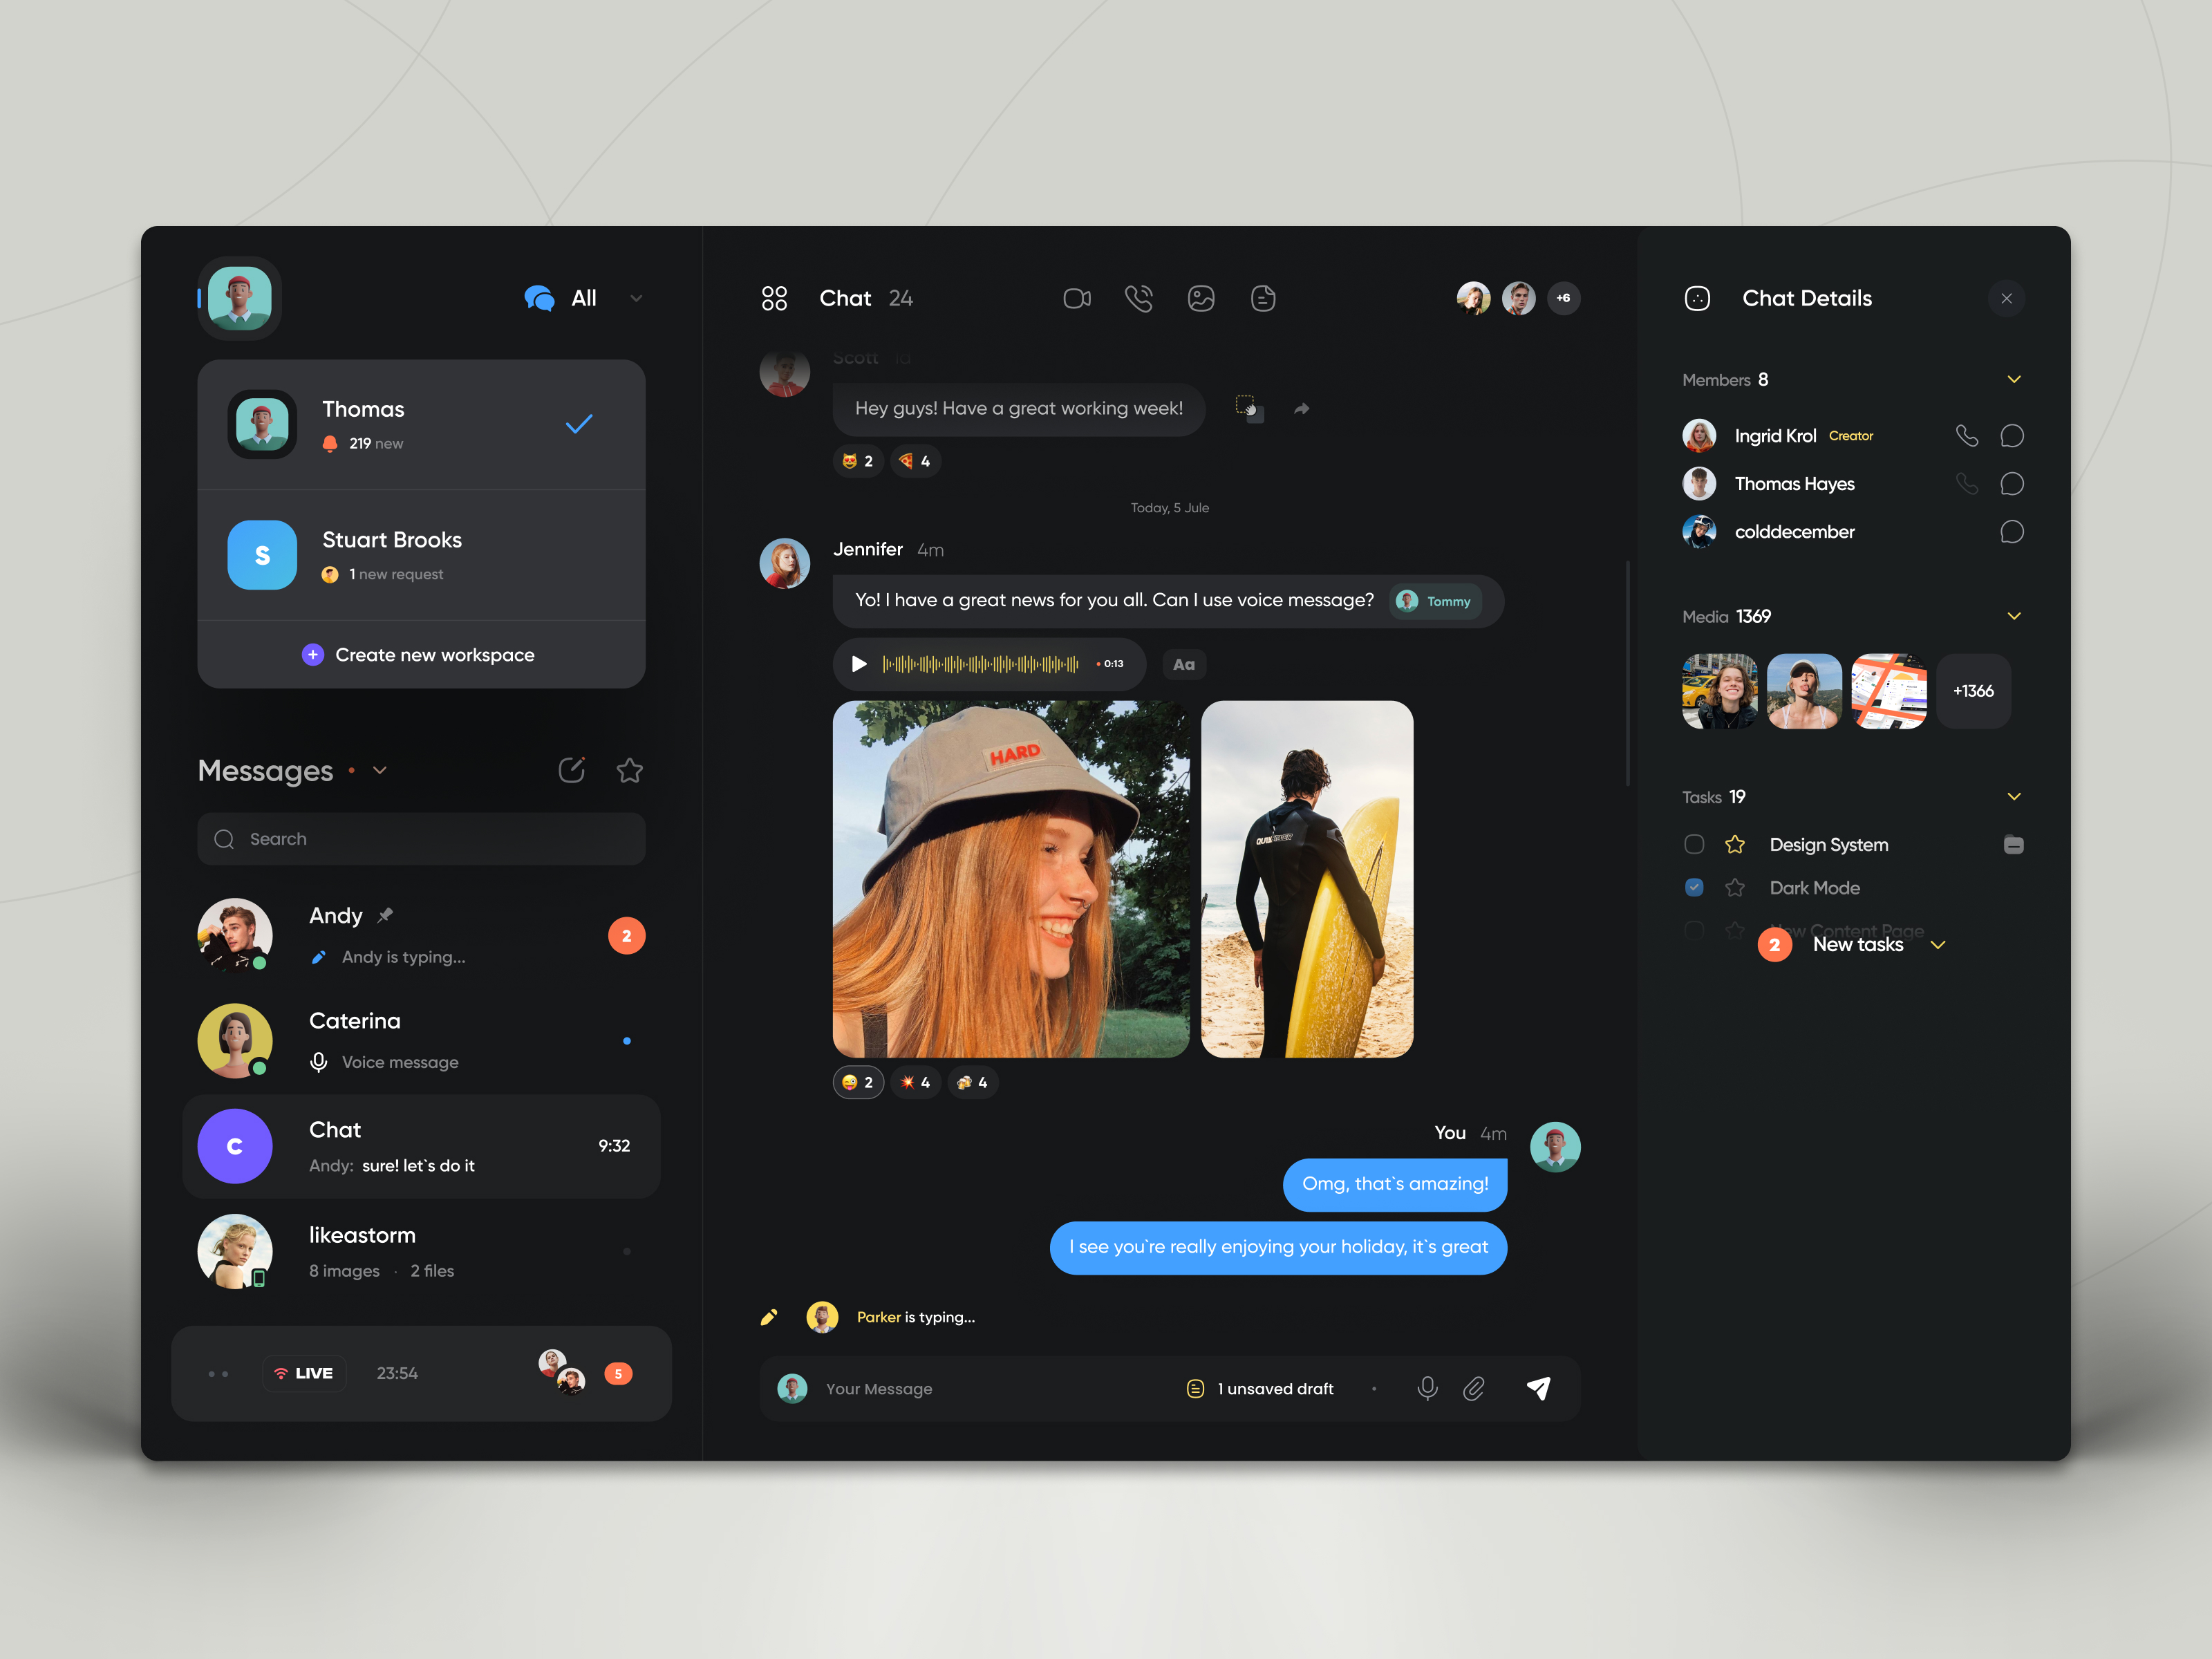 All
Thomas
219 new
S
Stuart Brooks
1 new request
+ Create new workspace
Messages
Search
Andy
Andy is typing...
2
Caterina
Voice message
C
Chat
Andy: sure! let`s do it
9:32
likeastorm
8 images · 2 files
LIVE
23:54
5
Chat 24
+6
Scott 1d
Hey guys! Have a great working week!
2
4
Today, 5 Jule
Jennifer 4m
Yo! I have a great news for you all. Can I use voice message? Tommy
0:13
Aa
HARD
2
4
4
You 4m
Omg, that`s amazing!
I see you`re really enjoying your holiday, it`s great
Parker is typing...
Your Message
1 unsaved draft
Chat Details
Members 8
Ingrid Krol Creator
Thomas Hayes
colddecember
Media 1369
+1366
Tasks 19
Design System
Dark Mode
Content Page
2 New tasks